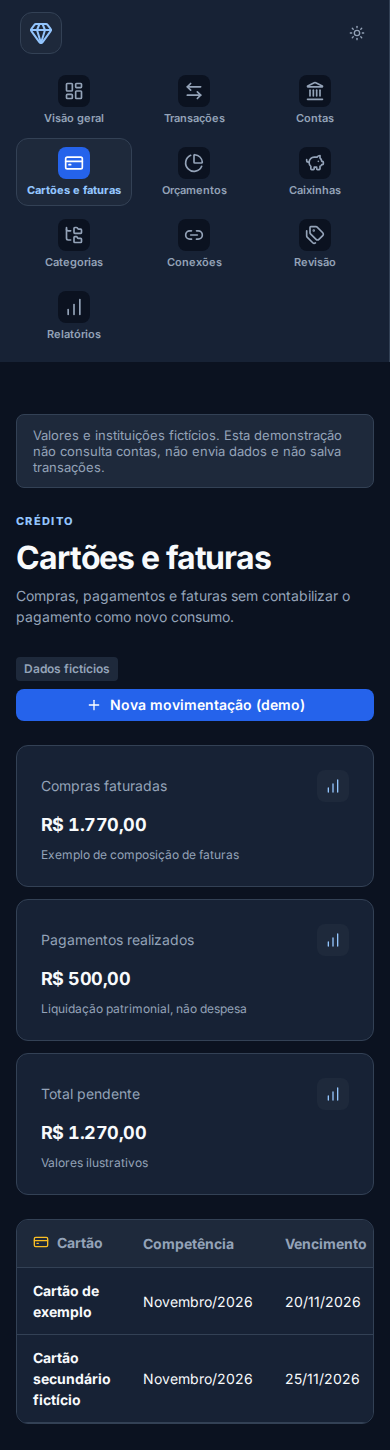 Visão geral
Transações
Contas
Cartões e faturas
Orçamentos
Caixinhas
Categorias
Conexões
Revisão
Relatórios
Valores e instituições fictícios. Esta demonstração
não consulta contas, não envia dados e não salva
transações.
CRÉDITO
Cartões e faturas
Compras, pagamentos e faturas sem contabilizar o
pagamento como novo consumo.
Dados fictícios
Nova movimentação (demo)
Compras faturadas
R$ 1.770,00
Exemplo de composição de faturas
Pagamentos realizados
R$ 500,00
Liquidação patrimonial, não despesa
Total pendente
R$ 1.270,00
Valores ilustrativos
Cartão Competência Vencimento
Cartão de
exemplo
Novembro/2026 20/11/2026
Cartão
secundário
fictício
Novembro/2026 25/11/2026